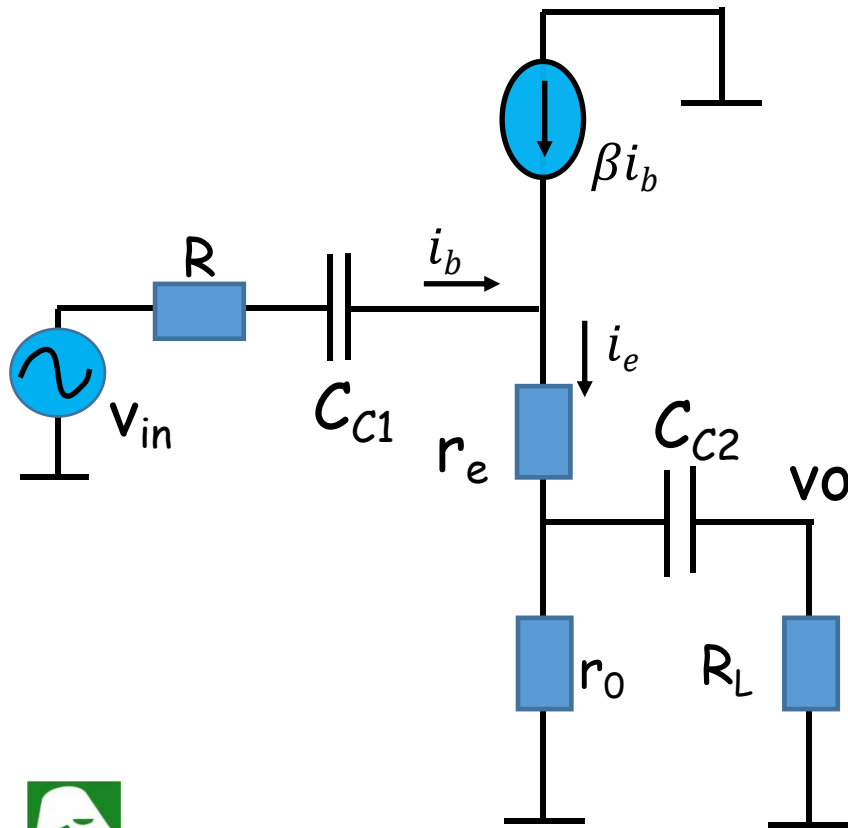 βi_b
R
i_b
i_e
C_C1
v_in
r_e
C_C2
vo
r_0
R_L